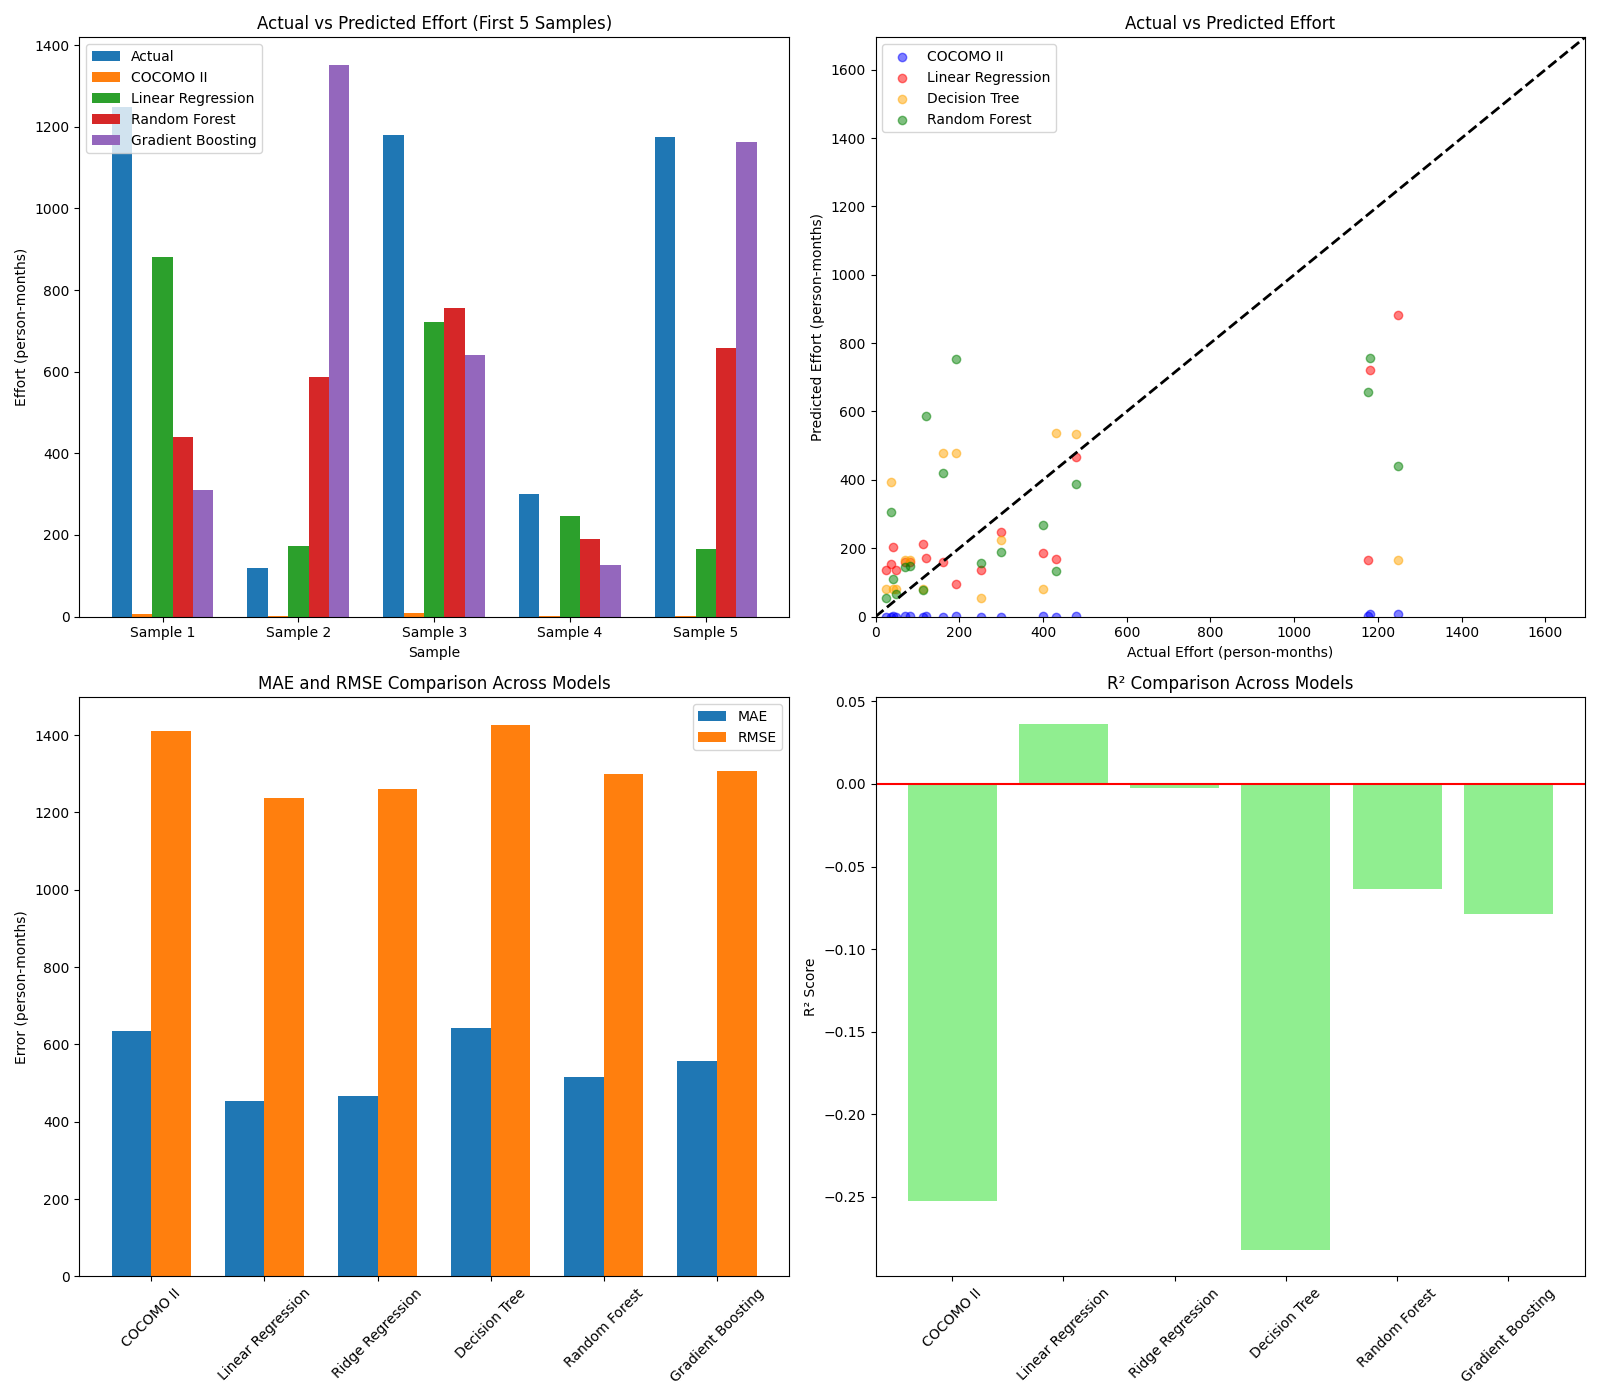 Actual vs Predicted Effort (First 5 Samples)
Actual
COCOMO II
Linear Regression
Random Forest
Gradient Boosting
1400
1200
1000
800
600
400
200
0
Effort (person-months)
Sample 1
Sample 2
Sample 3
Sample 4
Sample 5
Sample
Actual vs Predicted Effort
COCOMO II
Linear Regression
Decision Tree
Random Forest
1600
1400
1200
1000
800
600
400
200
0
Predicted Effort (person-months)
0
200
400
600
800
1000
1200
1400
1600
Actual Effort (person-months)
MAE and RMSE Comparison Across Models
MAE
RMSE
1400
1200
1000
800
600
400
200
0
Error (person-months)
COCOMO II
Linear Regression
Ridge Regression
Decision Tree
Random Forest
Gradient Boosting
R² Comparison Across Models
0.05
0.00
−0.05
−0.10
−0.15
−0.20
−0.25
R² Score
COCOMO II
Linear Regression
Ridge Regression
Decision Tree
Random Forest
Gradient Boosting